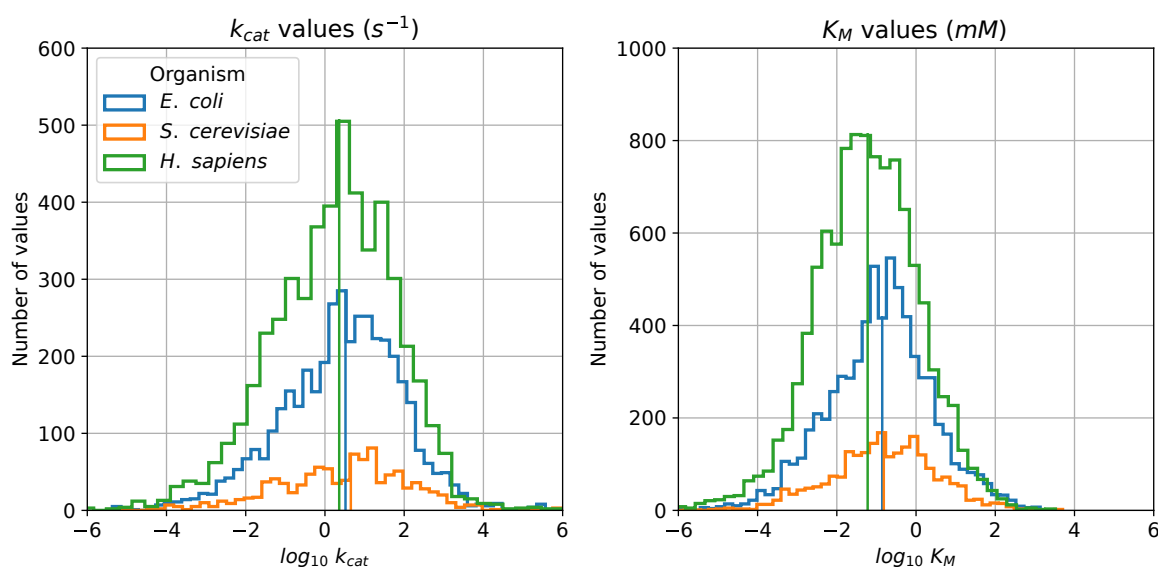 k_cat values (s⁻¹)
600
500
400
300
200
100
0
Number of values
Organism
E. coli
S. cerevisiae
H. sapiens
−6
−4
−2
0
2
4
6
log₁₀ k_cat
K_M values (mM)
1000
800
600
400
200
0
Number of values
−6
−4
−2
0
2
4
6
log₁₀ K_M